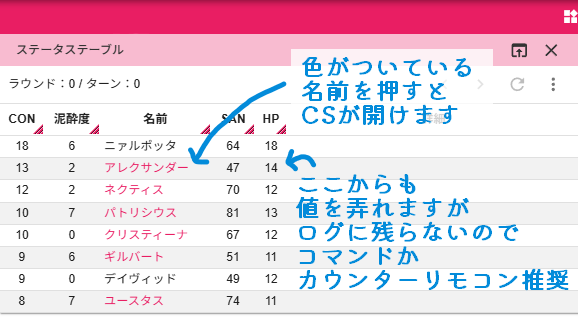 ステータステーブル
ラウンド：0 / ターン：0
色がついている
名前を押すと
CSが開けます
CON 泥酔度 名前 SAN HP 詳細
18 6 ニャルポッタ 64 18
13 2 アレクサンダー 47 14
12 2 ネクティス 70 12
10 7 パトリシウス 81 13
10 0 クリスティーナ 67 12
9 6 ギルバート 51 11
9 0 デイヴィッド 49 12
8 7 ユースタス 74 11
ここからも
値を弄れますが
ログに残らないので
コマンドか
カウンターリモコン推奨